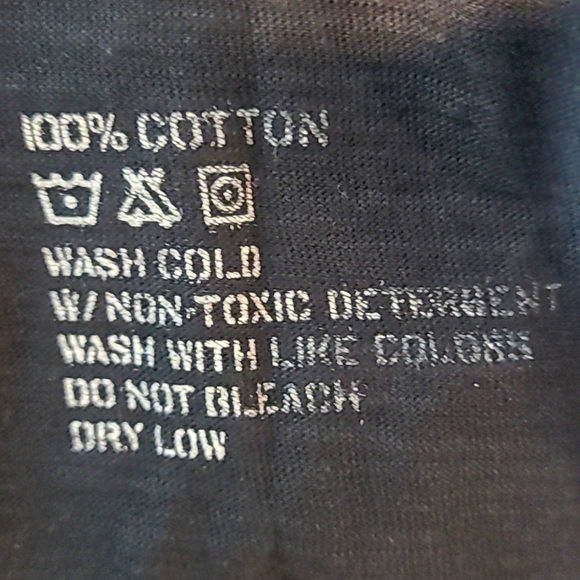 100% COTTON
WASH COLD
W/ NON-TOXIC DETERGENT
WASH WITH LIKE COLORS
DO NOT BLEACH
DRY LOW